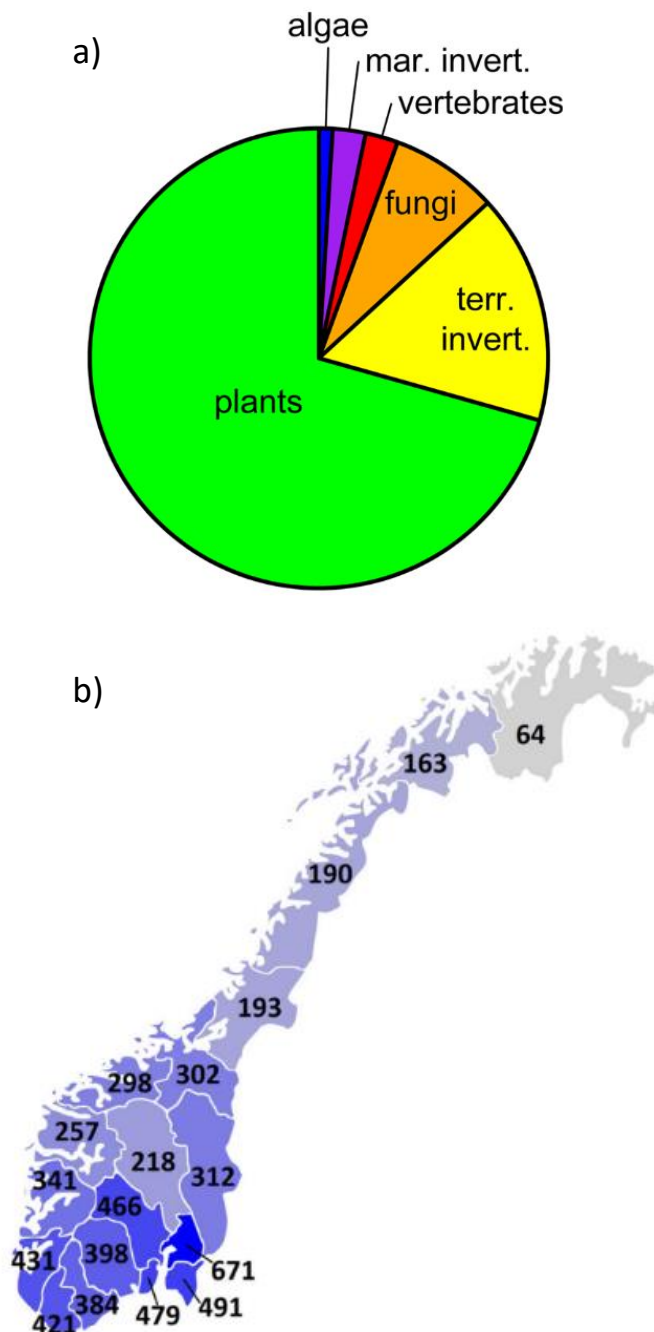 a)
algae
mar. invert.
vertebrates
fungi
terr.
invert.
plants
b)
64
163
190
193
302
298
257
218
312
341
466
431
398
671
384
479
491
421